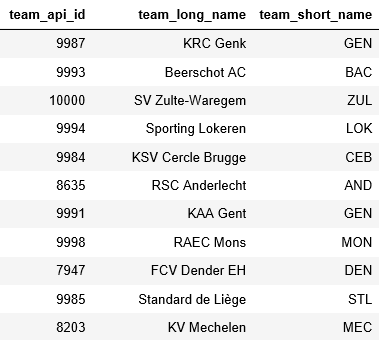 team_api_id team_long_name team_short_name
9987 KRC Genk GEN
9993 Beerschot AC BAC
10000 SV Zulte-Waregem ZUL
9994 Sporting Lokeren LOK
9984 KSV Cercle Brugge CEB
8635 RSC Anderlecht AND
9991 KAA Gent GEN
9998 RAEC Mons MON
7947 FCV Dender EH DEN
9985 Standard de Liège STL
8203 KV Mechelen MEC